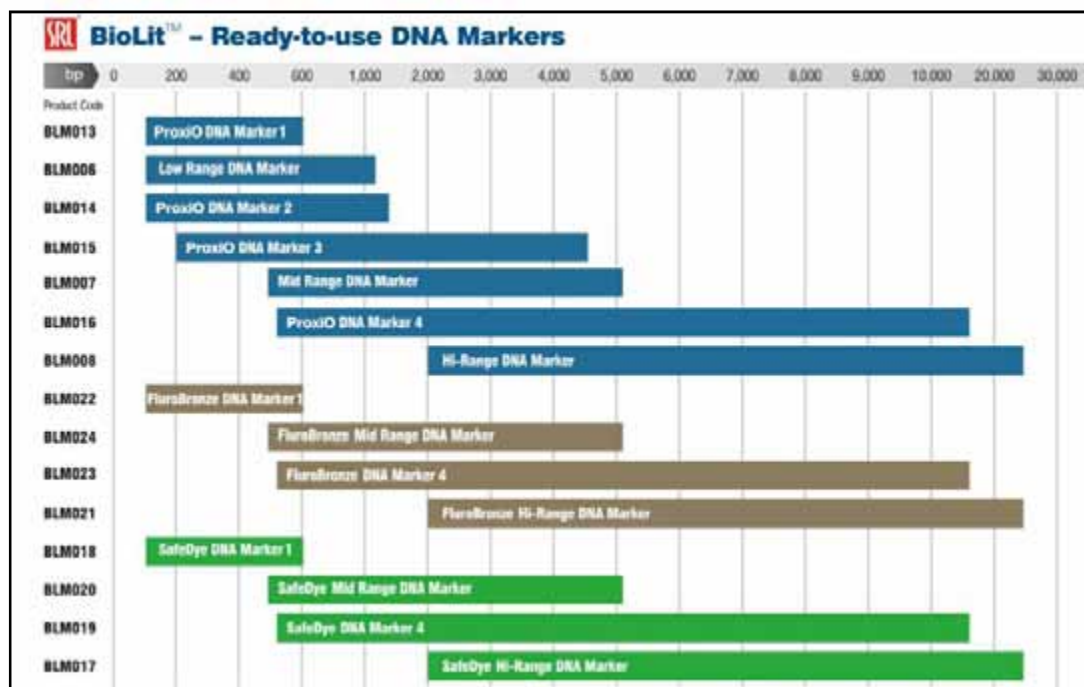 SRL BioLit™ – Ready-to-use DNA Markers
bp 0 200 400 600 1,000 2,000 3,000 4,000 5,000 6,000 7,000 8,000 9,000 10,000 20,000 30,000
Product Code
BLM013 ProxiO DNA Marker 1
BLM006 Low Range DNA Marker
BLM014 ProxiO DNA Marker 2
BLM015 ProxiO DNA Marker 3
BLM007 Mid Range DNA Marker
BLM016 ProxiO DNA Marker 4
BLM008 Hi-Range DNA Marker
BLM022 FluroBronze DNA Marker 1
BLM024 FluroBronze Mid Range DNA Marker
BLM023 FluroBronze DNA Marker 4
BLM021 FluroBronze Hi-Range DNA Marker
BLM018 SafeDye DNA Marker 1
BLM020 SafeDye Mid Range DNA Marker
BLM019 SafeDye DNA Marker 4
BLM017 SafeDye Hi-Range DNA Marker